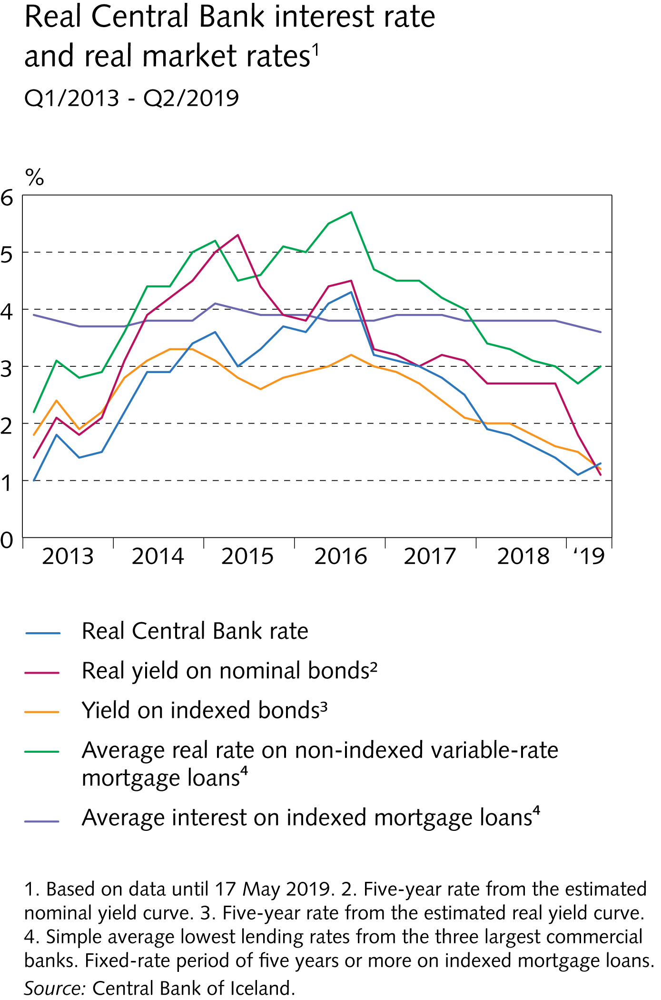 Real Central Bank interest rate
and real market rates¹
Q1/2013 - Q2/2019
%
6
5
4
3
2
1
0
2013 2014 2015 2016 2017 2018 ‘19
Real Central Bank rate
Real yield on nominal bonds²
Yield on indexed bonds³
Average real rate on non-indexed variable-rate
mortgage loans⁴
Average interest on indexed mortgage loans⁴
1. Based on data until 17 May 2019. 2. Five-year rate from the estimated
nominal yield curve. 3. Five-year rate from the estimated real yield curve.
4. Simple average lowest lending rates from the three largest commercial
banks. Fixed-rate period of five years or more on indexed mortgage loans.
Source: Central Bank of Iceland.